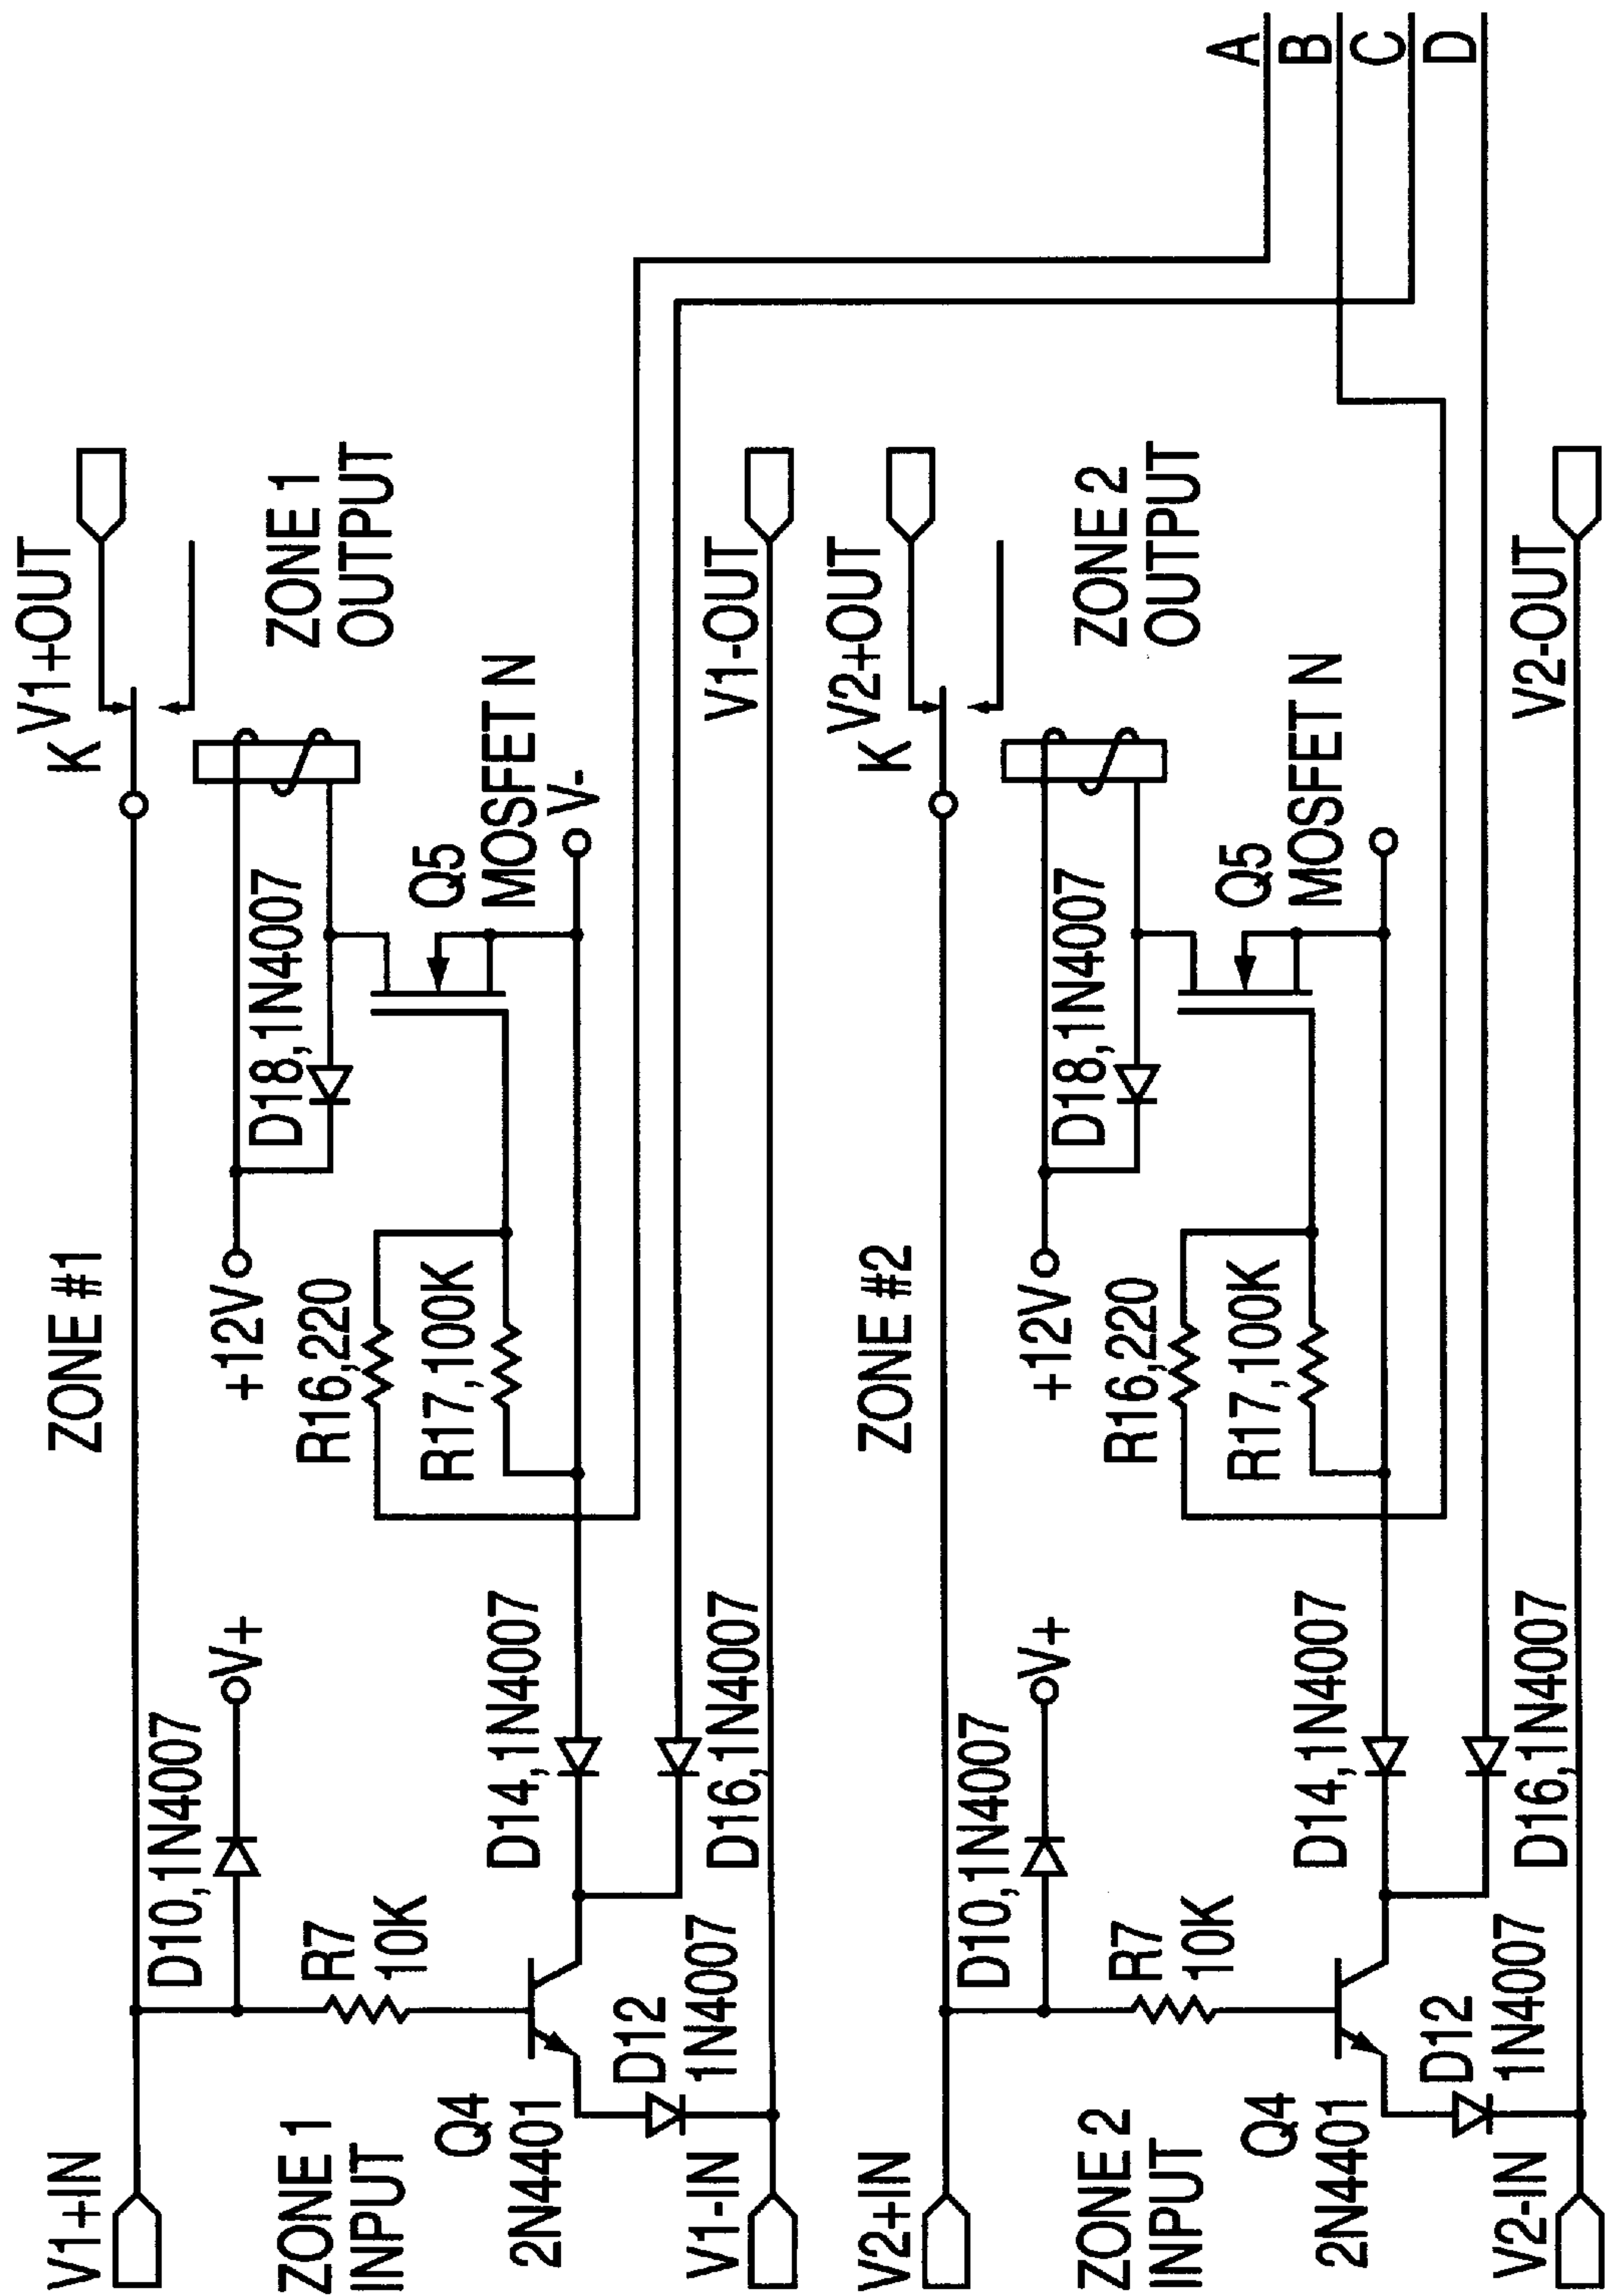 ZONE #1
V1+IN
V1+OUT
K
D10,1N4007
V+
+12V
D18,1N4007
ZONE 1
INPUT
ZONE 1
OUTPUT
R7
10K
R16,220
R17,100K
Q5
MOSFET N
V-
Q4
2N4401
D14,1N4007
D12
1N4007
D16,1N4007
V1-IN
V1-OUT
ZONE #2
V2+IN
V2+OUT
K
D10,1N4007
V+
+12V
D18,1N4007
ZONE 2
INPUT
ZONE 2
OUTPUT
R7
10K
R16,220
R17,100K
Q5
MOSFET N
Q4
2N4401
D14,1N4007
D12
1N4007
D16,1N4007
V2-IN
V2-OUT
A
B
C
D